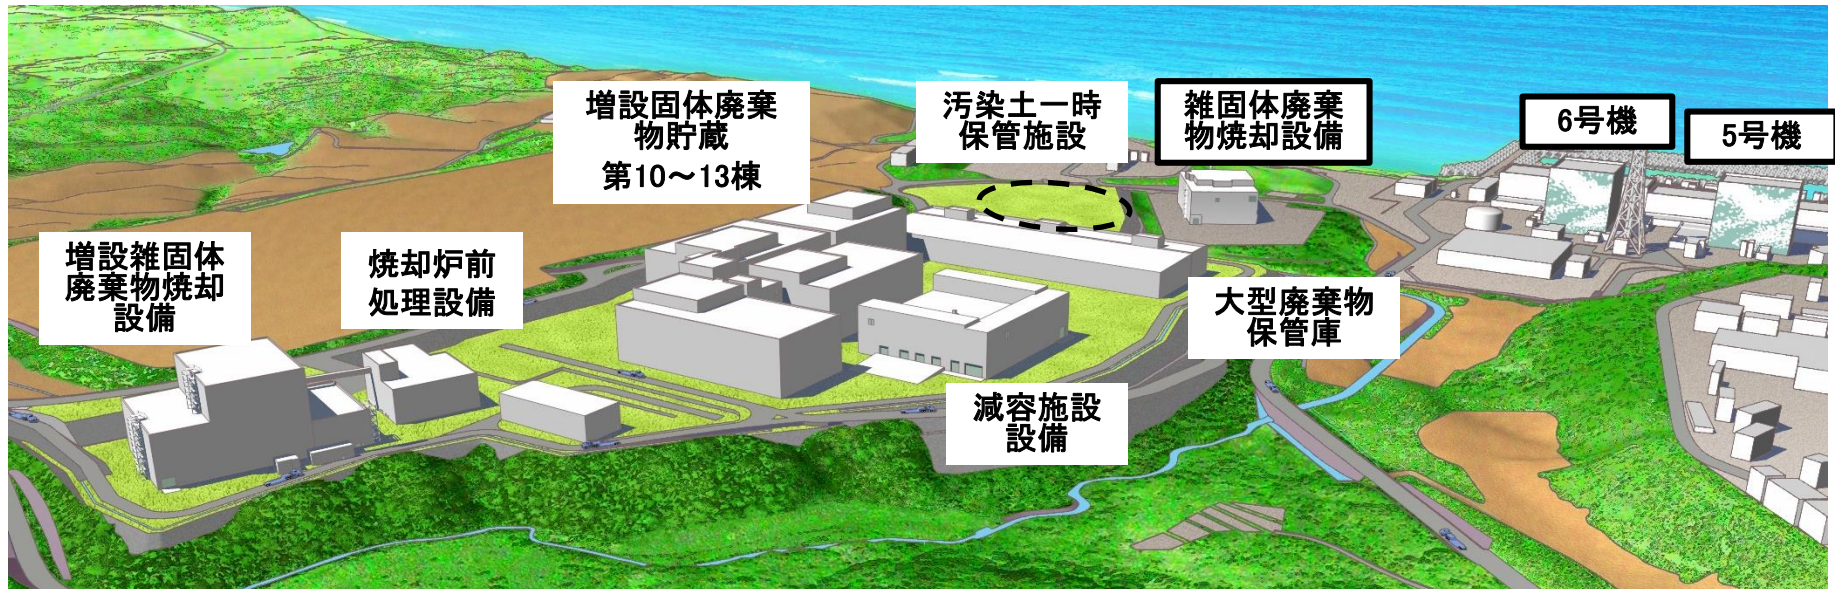 増設固体廃棄
物貯蔵
第10～13棟
汚染土一時
保管施設
雑固体廃棄
物焼却設備
6号機
5号機
増設雑固体
廃棄物焼却
設備
焼却炉前
処理設備
大型廃棄物
保管庫
減容施設
設備